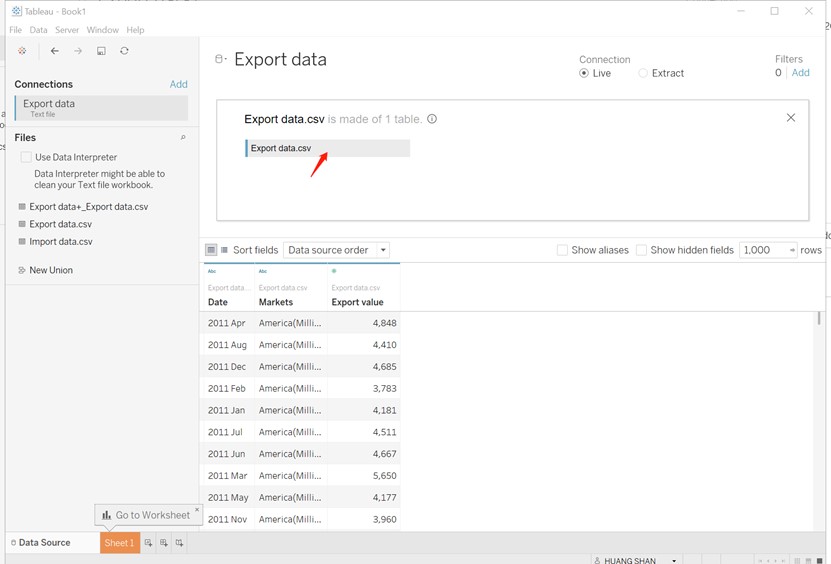 Tableau - Book1
File Data Server Window Help
Connections Add
Export data
Text file
Files
Use Data Interpreter
Data Interpreter might be able to
clean your Text file workbook.
Export data+_Export data.csv
Export data.csv
Import data.csv
New Union
Export data
Connection
Live Extract
Filters
0 Add
Export data.csv is made of 1 table.
Export data.csv
Sort fields Data source order Show aliases Show hidden fields 1,000 rows
Abc Abc
Export data... Export data.csv Export data.csv
Date Markets Export value
2011 Apr America(Milli... 4,848
2011 Aug America(Milli... 4,410
2011 Dec America(Milli... 4,685
2011 Feb America(Milli... 3,783
2011 Jan America(Milli... 4,181
2011 Jul America(Milli... 4,511
2011 Jun America(Milli... 4,667
2011 Mar America(Milli... 5,650
2011 May America(Milli... 4,177
2011 Nov America(Milli... 3,960
Go to Worksheet
Data Source Sheet 1
HUANG SHAN